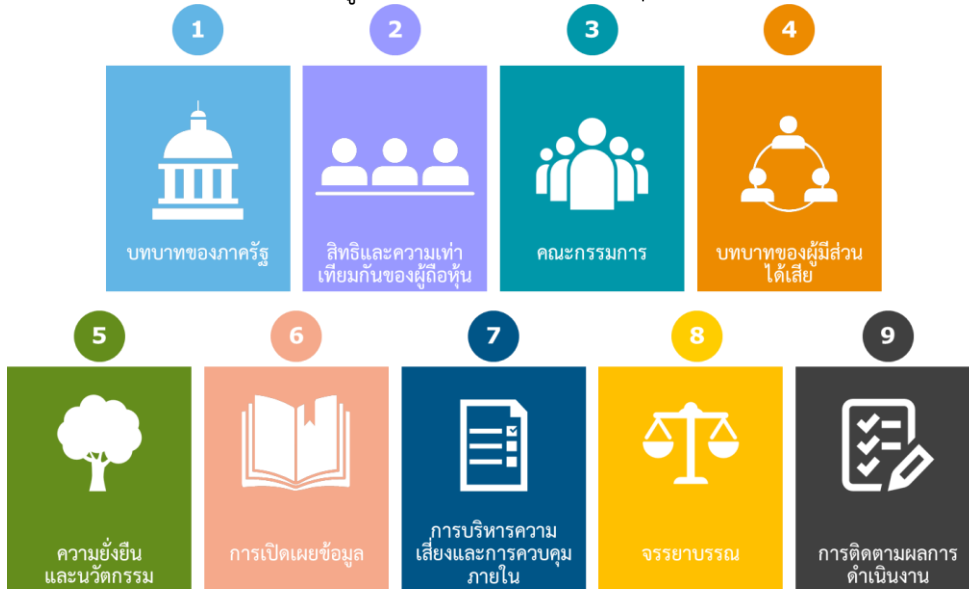 1
2
3
4
บทบาทของภาครัฐ
สิทธิและความเท่า
เทียมกันของผู้ถือหุ้น
คณะกรรมการ
บทบาทของผู้มีส่วน
ได้เสีย
5
6
7
8
9
ความยั่งยืน
และนวัตกรรม
การเปิดเผยข้อมูล
การบริหารความ
เสี่ยงและการควบคุม
ภายใน
จรรยาบรรณ
การติดตามผลการ
ดำเนินงาน